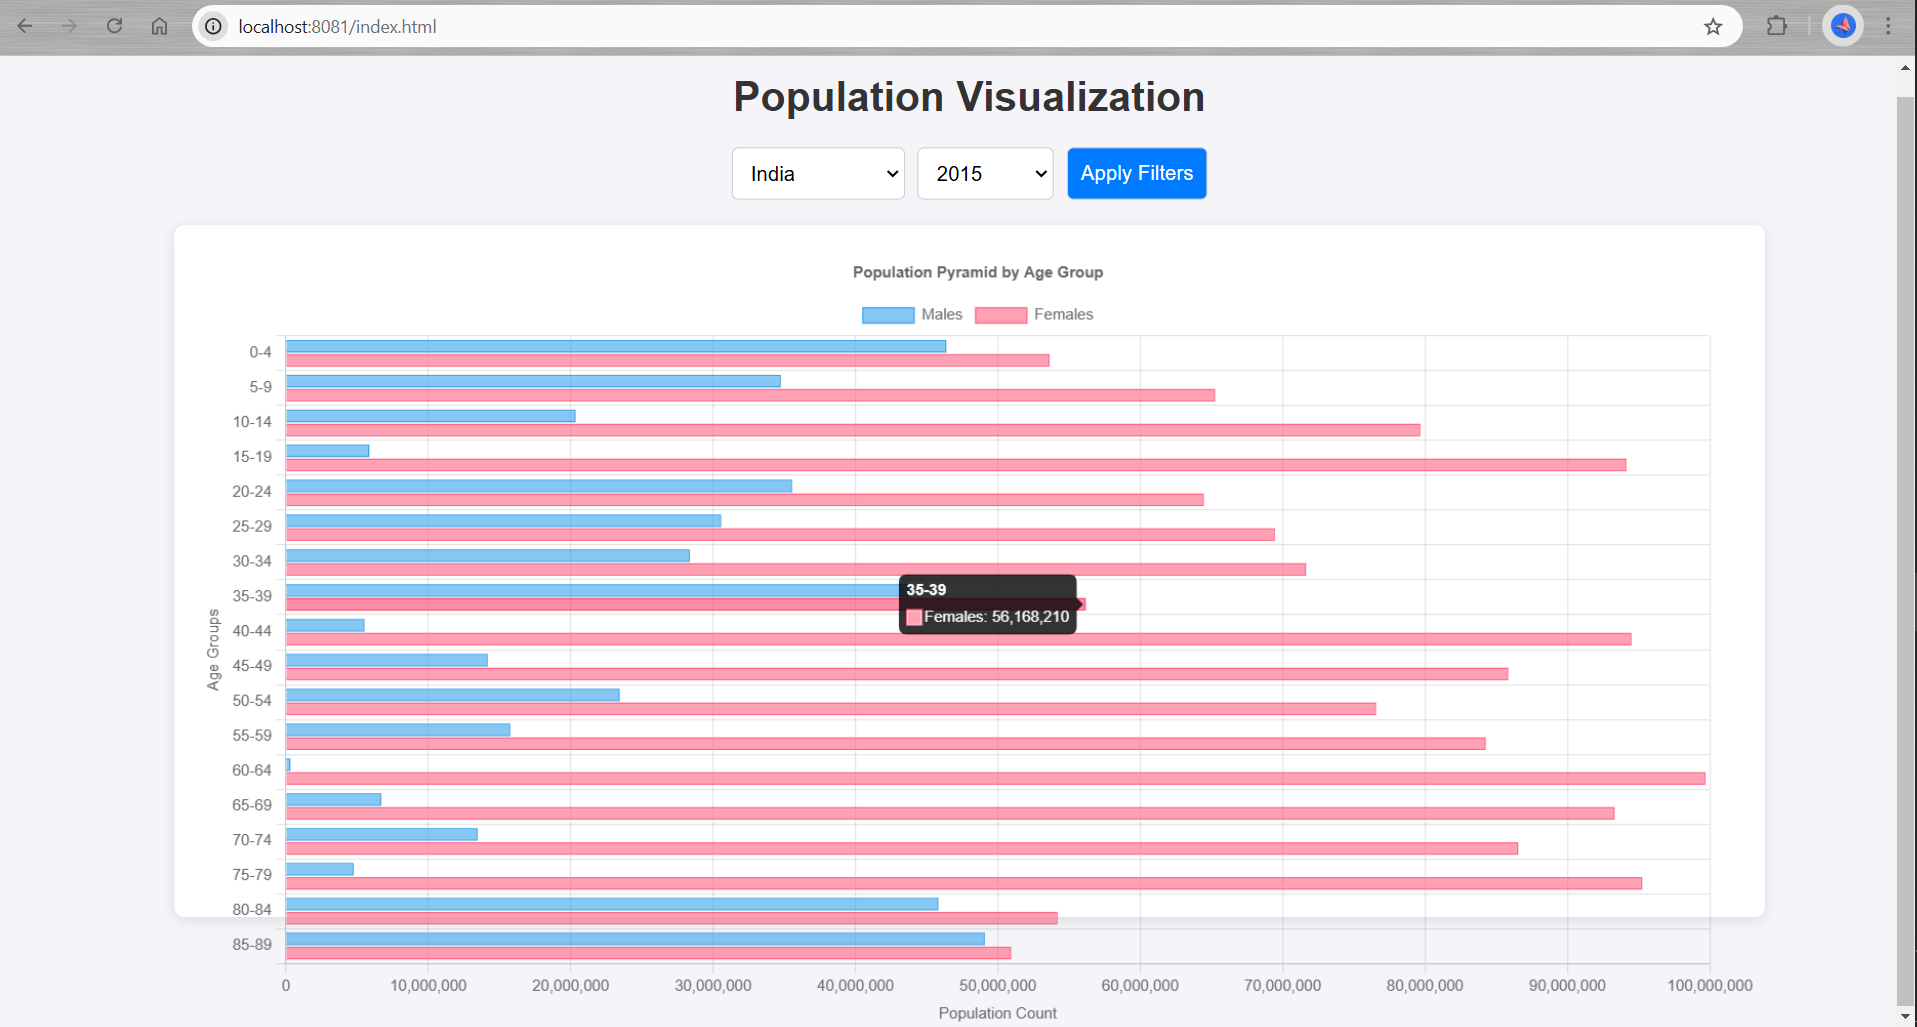 localhost:8081/index.html
Population Visualization
India 2015 Apply Filters
Population Pyramid by Age Group
Males Females
0-4
5-9
10-14
15-19
20-24
25-29
30-34
35-39
40-44
45-49
50-54
55-59
60-64
65-69
70-74
75-79
80-84
85-89
Age Groups
35-39
Females: 56,168,210
0 10,000,000 20,000,000 30,000,000 40,000,000 50,000,000 60,000,000 70,000,000 80,000,000 90,000,000 100,000,000
Population Count